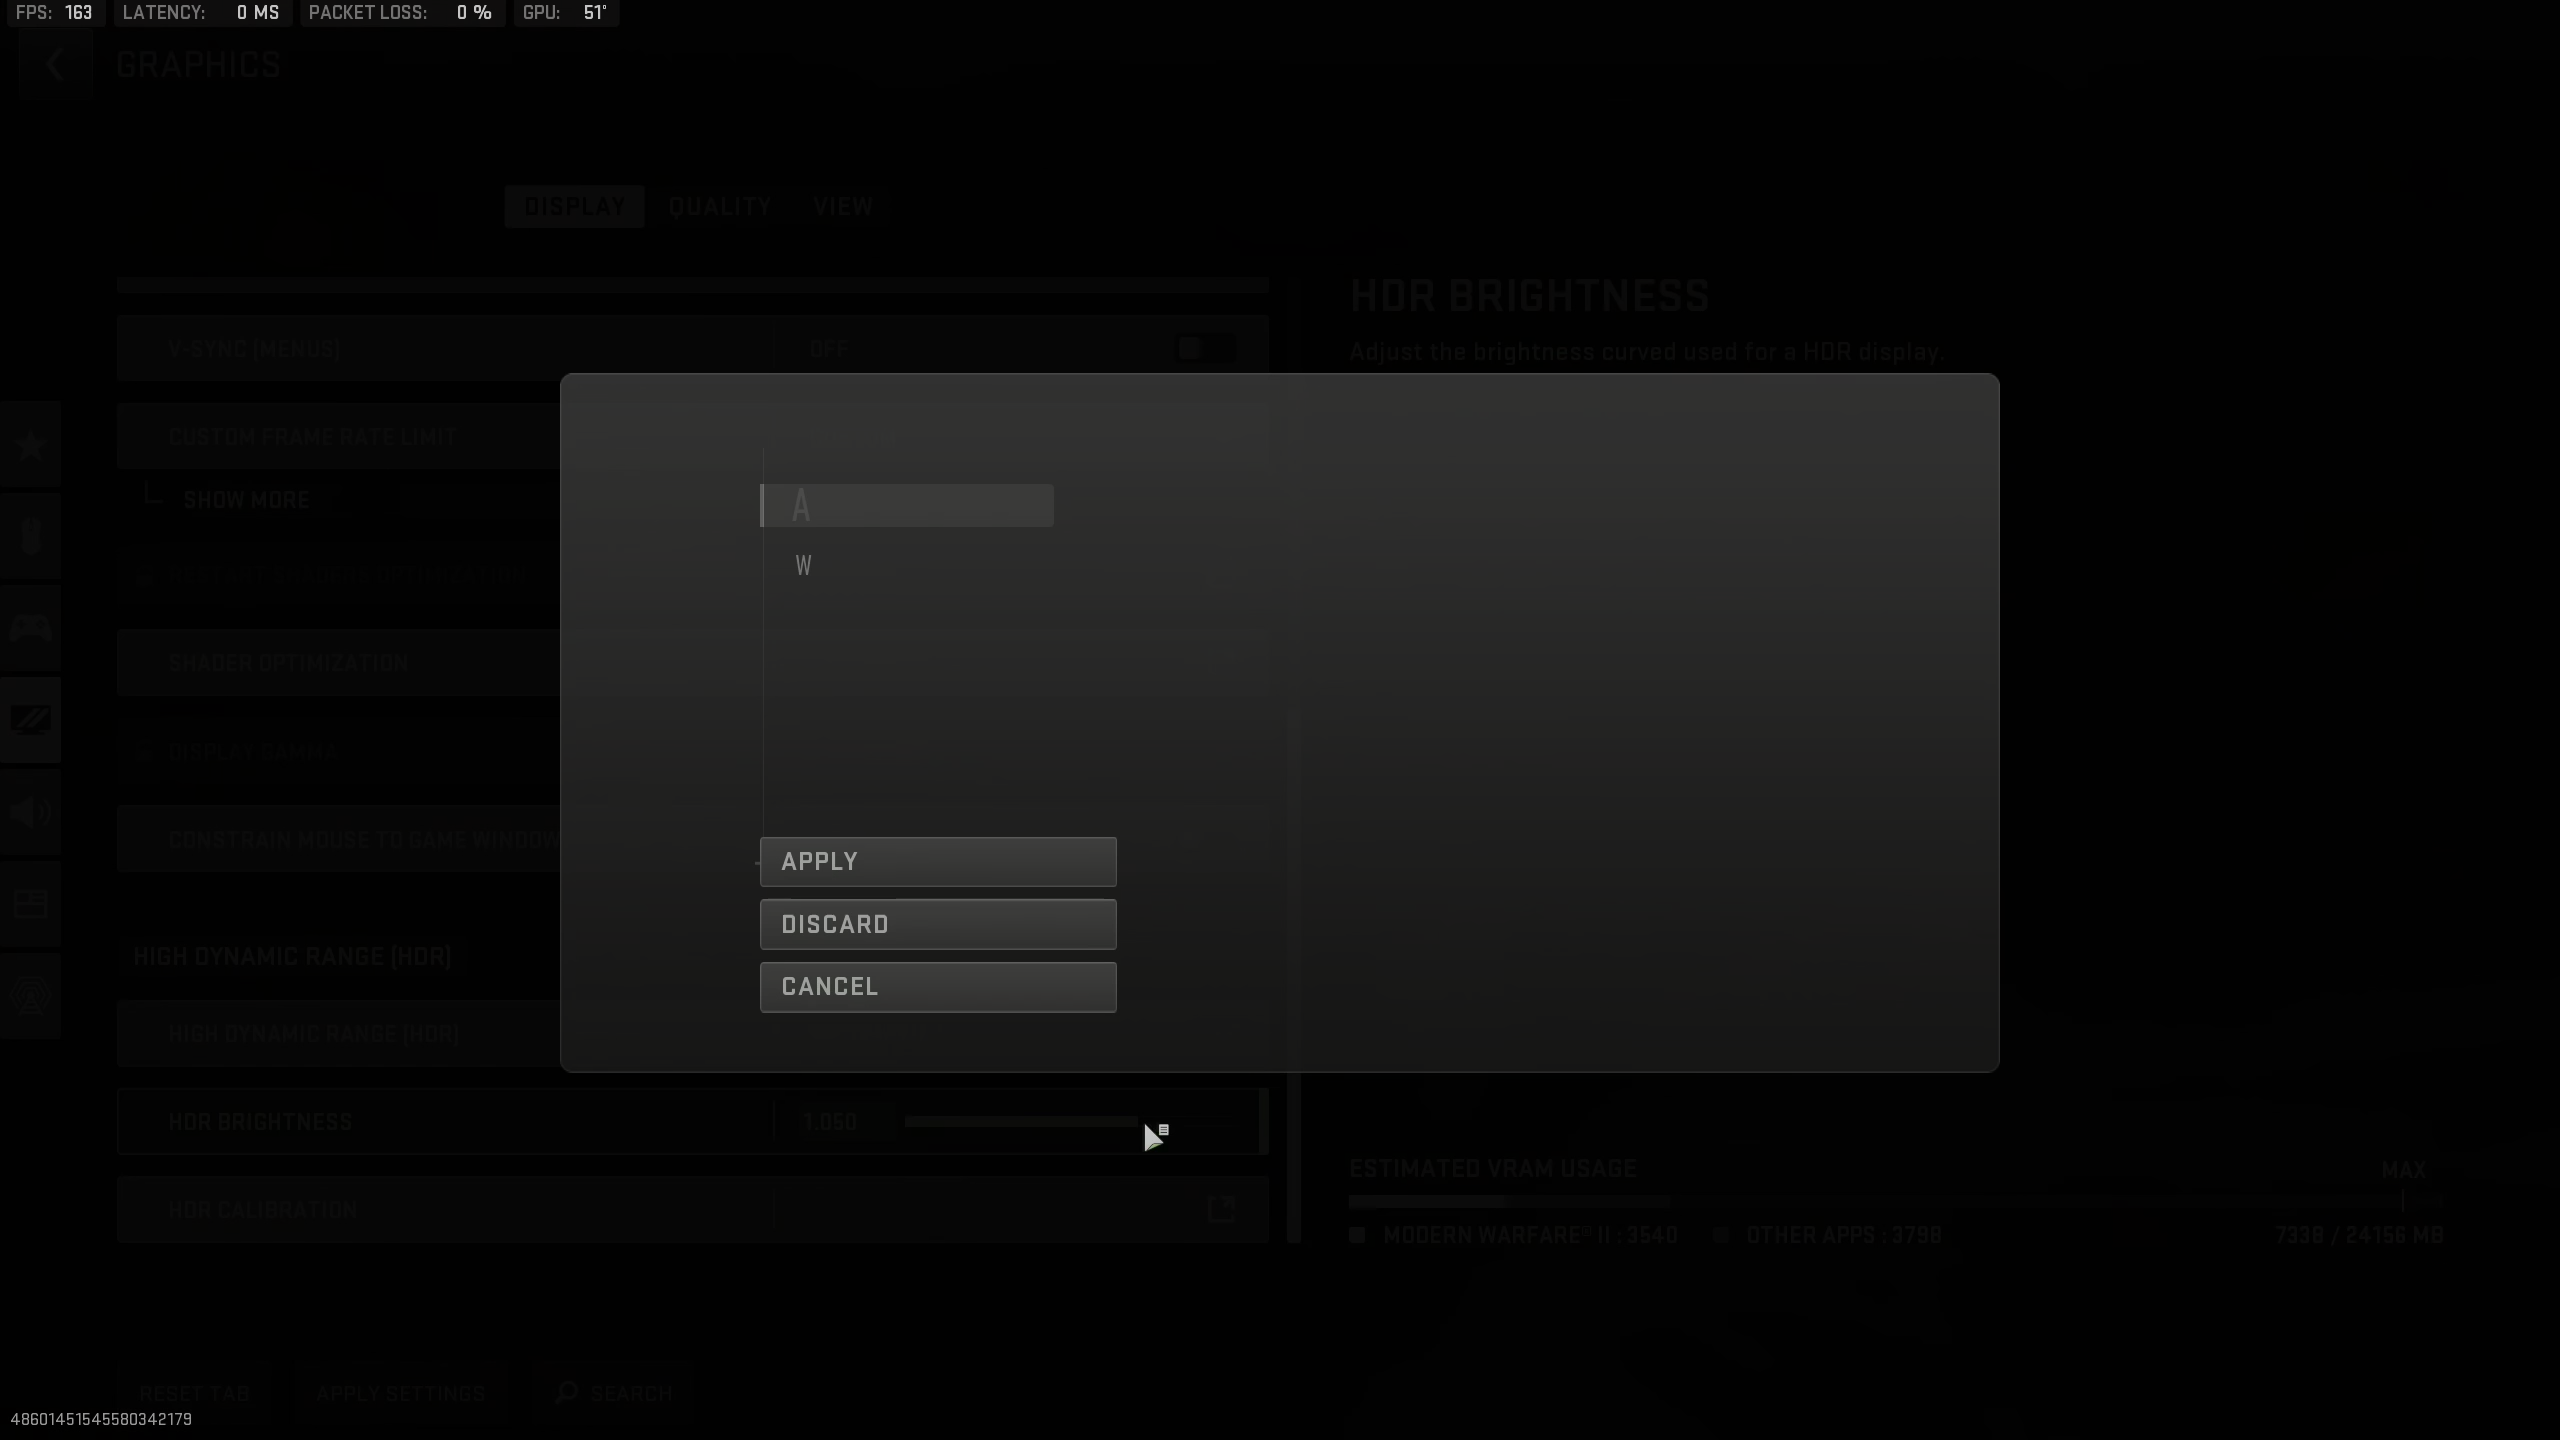 FPS: 163 LATENCY: 0 MS PACKET LOSS: 0 % GPU: 51°
GRAPHICS
DISPLAY QUALITY VIEW
HDR BRIGHTNESS
Adjust the brightness curved used for a HDR display.
V-SYNC (MENUS) OFF
CUSTOM FRAME RATE LIMIT
SHOW MORE
RESTART SHADERS OPTIMIZATION
SHADER OPTIMIZATION
DISPLAY GAMMA
CONSTRAIN MOUSE TO GAME WINDOW
A
W
APPLY
DISCARD
CANCEL
HIGH DYNAMIC RANGE (HDR)
HIGH DYNAMIC RANGE (HDR)
HDR BRIGHTNESS 1.050
HDR CALIBRATION
ESTIMATED VRAM USAGE MAX
MODERN WARFARE® II : 3540 OTHER APPS : 3798 7338 / 24156 MB
RESET TAB APPLY SETTINGS SEARCH
48601451545580342179